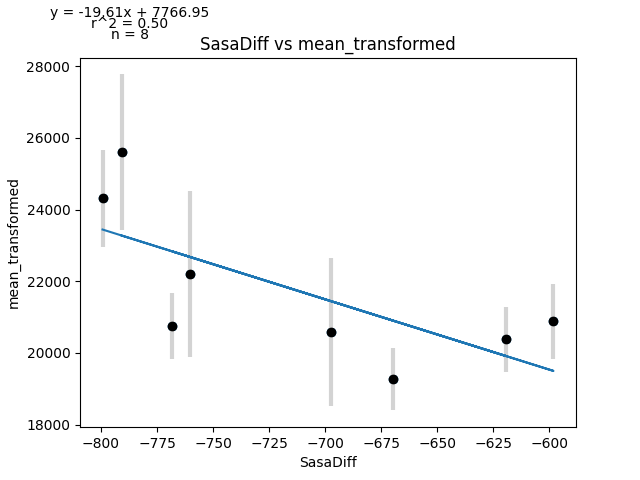 y = -19.61x + 7766.95
r^2 = 0.50
n = 8
SasaDiff vs mean_transformed
28000
26000
24000
22000
20000
18000
mean_transformed
−800
−775
−750
−725
−700
−675
−650
−625
−600
SasaDiff